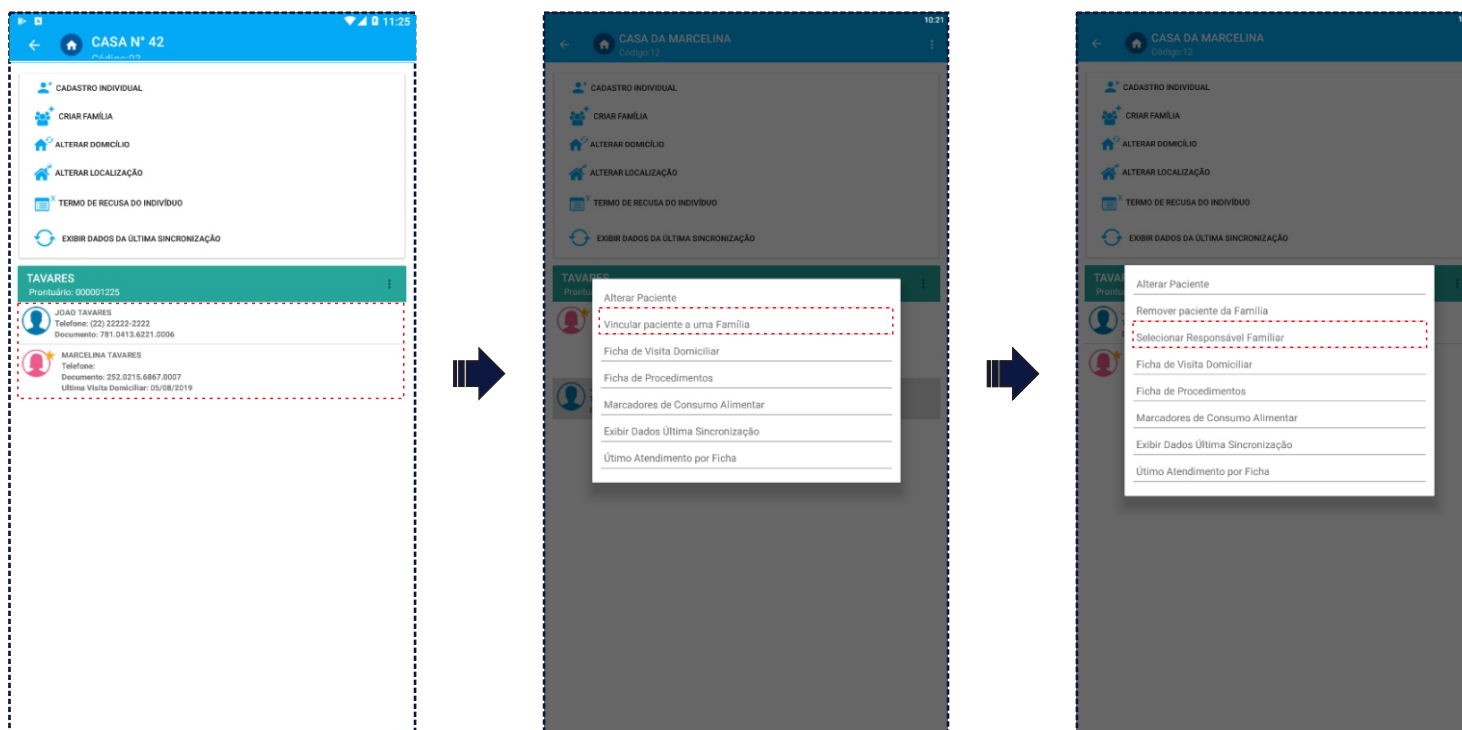 11:25
CASA N° 42
CADASTRO INDIVIDUAL
CRIAR FAMÍLIA
ALTERAR DOMICÍLIO
ALTERAR LOCALIZAÇÃO
TERMO DE RECUSA DO INDIVÍDUO
EXIBIR DADOS DA ÚLTIMA SINCRONIZAÇÃO
TAVARES
Prontuário: 000001225
JOAO TAVARES
Telefone: (22) 22222-2222
Documento: 781.0413.6221.0006
MARCELINA TAVARES
Telefone:
Documento: 252.0215.6867.0007
Ultima Visita Domiciliar: 05/08/2019
10:21
CASA DA MARCELINA
Código:12
CADASTRO INDIVIDUAL
CRIAR FAMÍLIA
ALTERAR DOMICÍLIO
ALTERAR LOCALIZAÇÃO
TERMO DE RECUSA DO INDIVÍDUO
EXIBIR DADOS DA ÚLTIMA SINCRONIZAÇÃO
TAVARES
Alterar Paciente
Vincular paciente a uma Família
Ficha de Visita Domiciliar
Ficha de Procedimentos
Marcadores de Consumo Alimentar
Exibir Dados Última Sincronização
Útimo Atendimento por Ficha
CASA DA MARCELINA
Código:12
CADASTRO INDIVIDUAL
CRIAR FAMÍLIA
ALTERAR DOMICÍLIO
ALTERAR LOCALIZAÇÃO
TERMO DE RECUSA DO INDIVÍDUO
EXIBIR DADOS DA ÚLTIMA SINCRONIZAÇÃO
Alterar Paciente
Remover paciente da Família
Selecionar Responsável Famíliar
Ficha de Visita Domiciliar
Ficha de Procedimentos
Marcadores de Consumo Alimentar
Exibir Dados Última Sincronização
Útimo Atendimento por Ficha